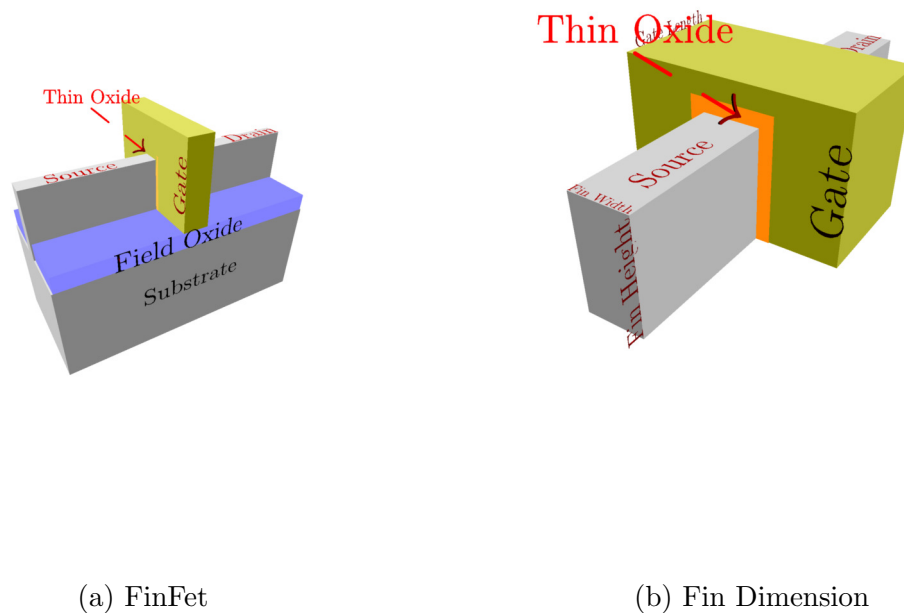 Thin Oxide
Source
Drain
Gate
Field Oxide
Substrate
(a) FinFet
Thin Oxide
Gate Length
Drain
Source
Gate
Fin Width
Fin Height
(b) Fin Dimension